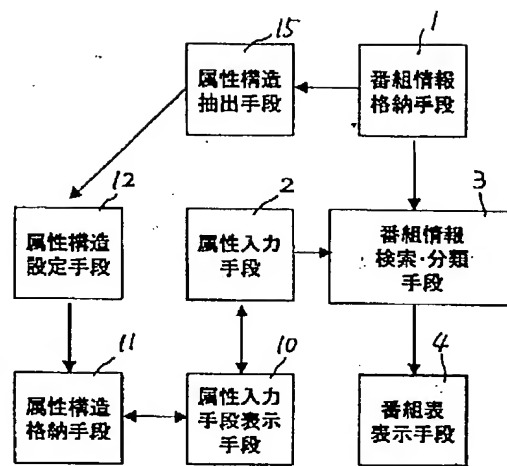 15
1
属性構造
抽出手段
番組情報
格納手段
12
2
3
属性構造
設定手段
属性入力
手段
番組情報
検索・分類
手段
11
10
4
属性構造
格納手段
属性入力
手段表示
手段
番組表
表示手段